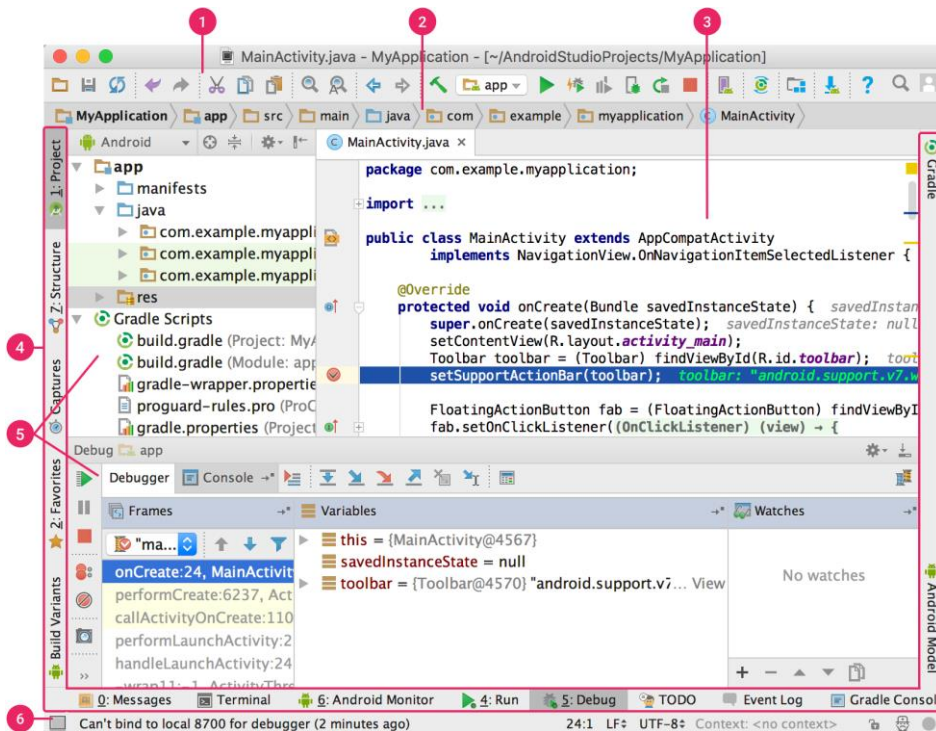 1
2
3
MainActivity.java - MyApplication - [~/AndroidStudioProjects/MyApplication]
app
MyApplication app src main java com example myapplication MainActivity
1: Project
Z: Structure
Captures
2: Favorites
Build Variants
4
5
Android
app
manifests
java
com.example.myappli
com.example.myappli
com.example.myappli
res
Gradle Scripts
build.gradle (Project: MyA
build.gradle (Module: app
gradle-wrapper.propertie
proguard-rules.pro (ProG
gradle.properties (Project
MainActivity.java
package com.example.myapplication;
import ...
public class MainActivity extends AppCompatActivity
implements NavigationView.OnNavigationItemSelectedListener {
@Override
protected void onCreate(Bundle savedInstanceState) { savedInstan
super.onCreate(savedInstanceState); savedInstanceState: null
setContentView(R.layout.activity_main);
Toolbar toolbar = (Toolbar) findViewById(R.id.toolbar); tool
setSupportActionBar(toolbar); toolbar: "android.support.v7.w
FloatingActionButton fab = (FloatingActionButton) findViewByI
fab.setOnClickListener((OnClickListener) (view) → {
Gradle
Android Model
Debug app
Debugger Console
Frames
"ma...
onCreate:24, MainActivit
performCreate:6237, Act
callActivityOnCreate:110
performLaunchActivity:2
handleLaunchActivity:24
-wrap11:-1, ActivityThre
Variables
this = {MainActivity@4567}
savedInstanceState = null
toolbar = {Toolbar@4570} "android.support.v7... View
Watches
No watches
0: Messages Terminal 6: Android Monitor 4: Run 5: Debug TODO Event Log Gradle Consol
6
Can't bind to local 8700 for debugger (2 minutes ago) 24:1 LF UTF-8 Context: <no context>